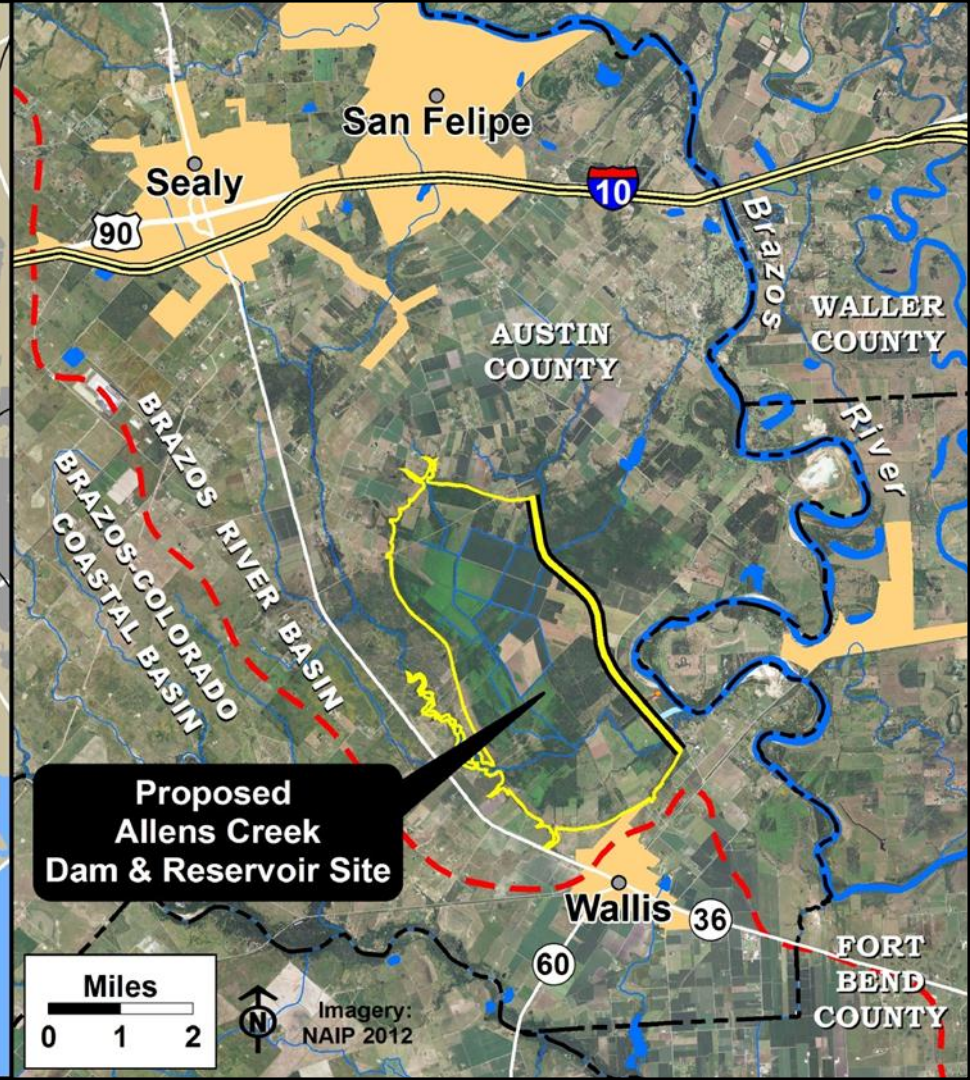 San Felipe
Sealy
10
90
Brazos
River
WALLER
COUNTY
AUSTIN
COUNTY
BRAZOS RIVER BASIN
BRAZOS-COLORADO
COASTAL BASIN
Proposed
Allens Creek
Dam & Reservoir Site
Wallis
36
60
FORT
BEND
COUNTY
Miles
0 1 2
N
Imagery:
NAIP 2012